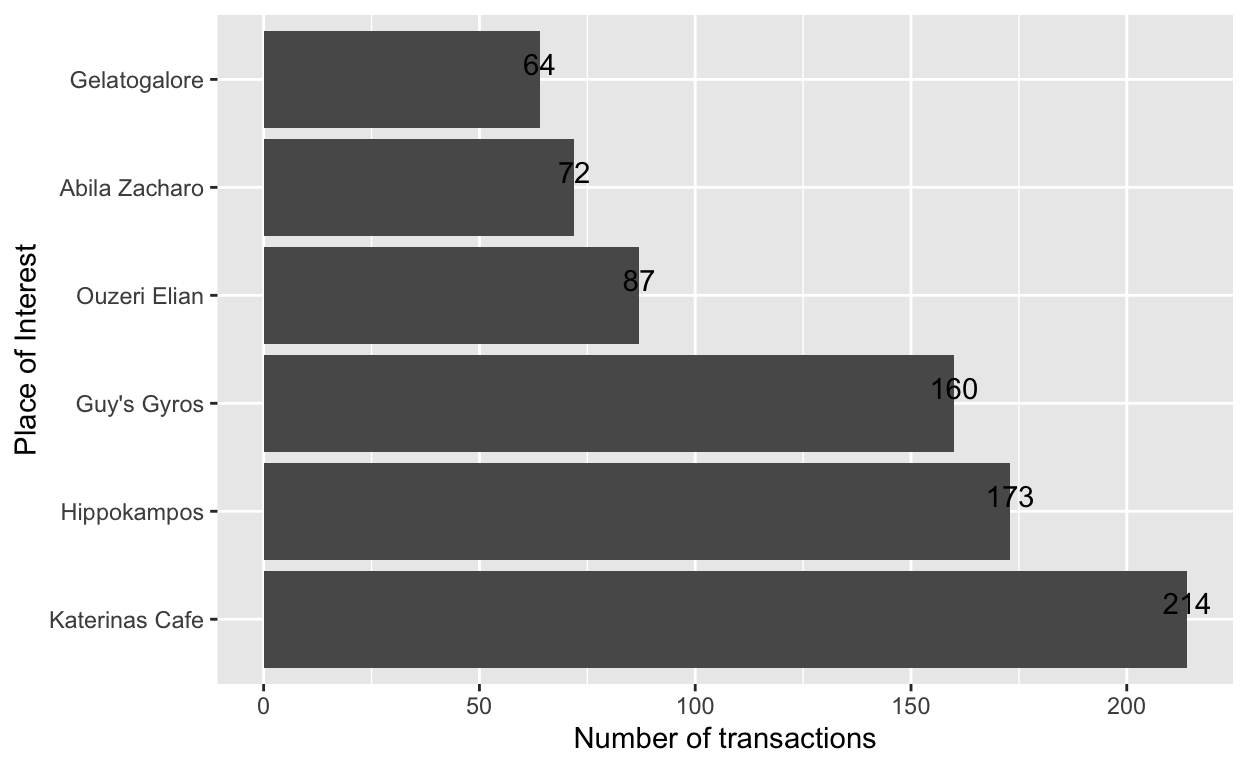 Gelatogalore
64
Abila Zacharo
72
Ouzeri Elian
87
Guy's Gyros
160
Hippokampos
173
Katerinas Cafe
214
Place of Interest
0 50 100 150 200
Number of transactions